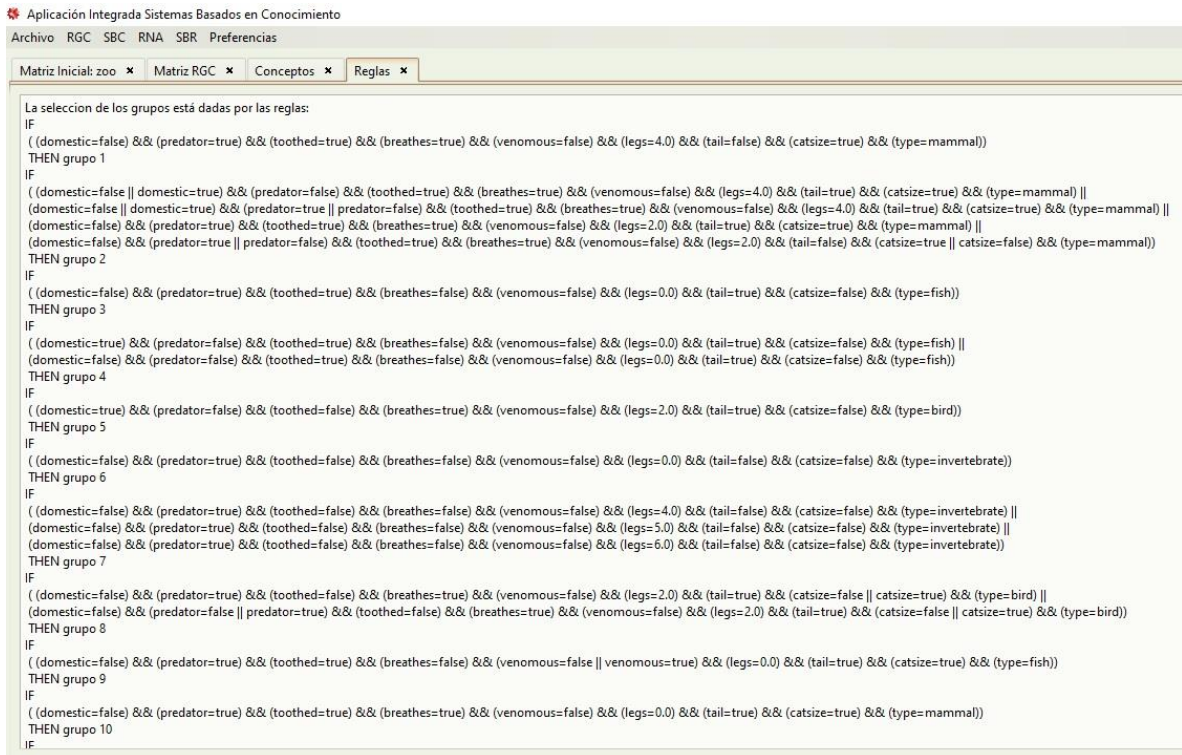 Aplicación Integrada Sistemas Basados en Conocimiento
Archivo RGC SBC RNA SBR Preferencias
Matriz Inicial: zoo × Matriz RGC × Conceptos × Reglas ×
La seleccion de los grupos está dadas por las reglas:
IF
( (domestic=false) && (predator=true) && (toothed=true) && (breathes=true) && (venomous=false) && (legs=4.0) && (tail=false) && (catsize=true) && (type=mammal))
THEN grupo 1
IF
( (domestic=false || domestic=true) && (predator=false) && (toothed=true) && (breathes=true) && (venomous=false) && (legs=4.0) && (tail=true) && (catsize=true) && (type=mammal) ||
(domestic=false || domestic=true) && (predator=true || predator=false) && (toothed=true) && (breathes=true) && (venomous=false) && (legs=4.0) && (tail=true) && (catsize=true) && (type=mammal) ||
(domestic=false) && (predator=true) && (toothed=true) && (breathes=true) && (venomous=false) && (legs=2.0) && (tail=true) && (catsize=true) && (type=mammal) ||
(domestic=false) && (predator=true || predator=false) && (toothed=true) && (breathes=true) && (venomous=false) && (legs=2.0) && (tail=false) && (catsize=true || catsize=false) && (type=mammal))
THEN grupo 2
IF
( (domestic=false) && (predator=true) && (toothed=true) && (breathes=false) && (venomous=false) && (legs=0.0) && (tail=true) && (catsize=false) && (type=fish))
THEN grupo 3
IF
( (domestic=true) && (predator=false) && (toothed=true) && (breathes=false) && (venomous=false) && (legs=0.0) && (tail=true) && (catsize=false) && (type=fish) ||
(domestic=false) && (predator=false) && (toothed=true) && (breathes=false) && (venomous=false) && (legs=0.0) && (tail=true) && (catsize=false) && (type=fish))
THEN grupo 4
IF
( (domestic=true) && (predator=false) && (toothed=false) && (breathes=true) && (venomous=false) && (legs=2.0) && (tail=true) && (catsize=false) && (type=bird))
THEN grupo 5
IF
( (domestic=false) && (predator=true) && (toothed=false) && (breathes=false) && (venomous=false) && (legs=0.0) && (tail=false) && (catsize=false) && (type=invertebrate))
THEN grupo 6
IF
( (domestic=false) && (predator=true) && (toothed=false) && (breathes=false) && (venomous=false) && (legs=4.0) && (tail=false) && (catsize=false) && (type=invertebrate) ||
(domestic=false) && (predator=true) && (toothed=false) && (breathes=false) && (venomous=false) && (legs=5.0) && (tail=false) && (catsize=false) && (type=invertebrate) ||
(domestic=false) && (predator=true) && (toothed=false) && (breathes=false) && (venomous=false) && (legs=6.0) && (tail=false) && (catsize=false) && (type=invertebrate))
THEN grupo 7
IF
( (domestic=false) && (predator=true) && (toothed=false) && (breathes=true) && (venomous=false) && (legs=2.0) && (tail=true) && (catsize=false || catsize=true) && (type=bird) ||
(domestic=false) && (predator=false || predator=true) && (toothed=false) && (breathes=true) && (venomous=false) && (legs=2.0) && (tail=true) && (catsize=false || catsize=true) && (type=bird))
THEN grupo 8
IF
( (domestic=false) && (predator=true) && (toothed=true) && (breathes=false) && (venomous=false || venomous=true) && (legs=0.0) && (tail=true) && (catsize=true) && (type=fish))
THEN grupo 9
IF
( (domestic=false) && (predator=true) && (toothed=true) && (breathes=true) && (venomous=false) && (legs=0.0) && (tail=true) && (catsize=true) && (type=mammal))
THEN grupo 10
IF